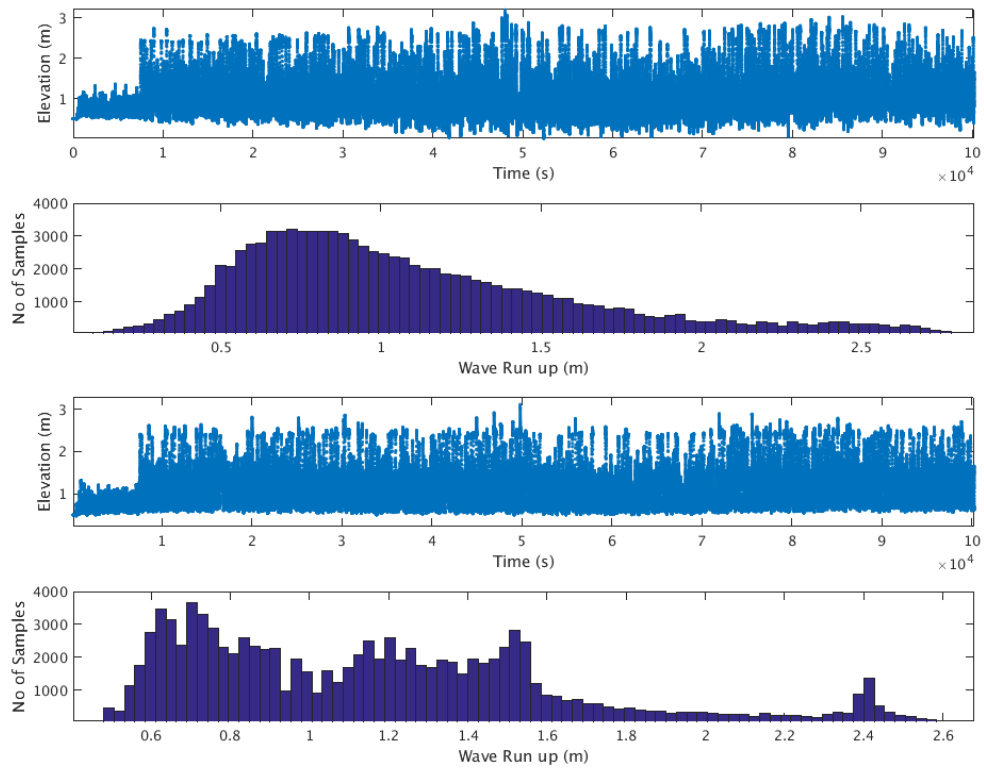 Elevation (m)
3
2
1
0 1 2 3 4 5 6 7 8 9 10
Time (s)
×10^4
No of Samples
4000
3000
2000
1000
0.5 1 1.5 2 2.5
Wave Run up (m)
Elevation (m)
3
2
1
1 2 3 4 5 6 7 8 9 10
Time (s)
×10^4
No of Samples
4000
3000
2000
1000
0.6 0.8 1 1.2 1.4 1.6 1.8 2 2.2 2.4 2.6
Wave Run up (m)